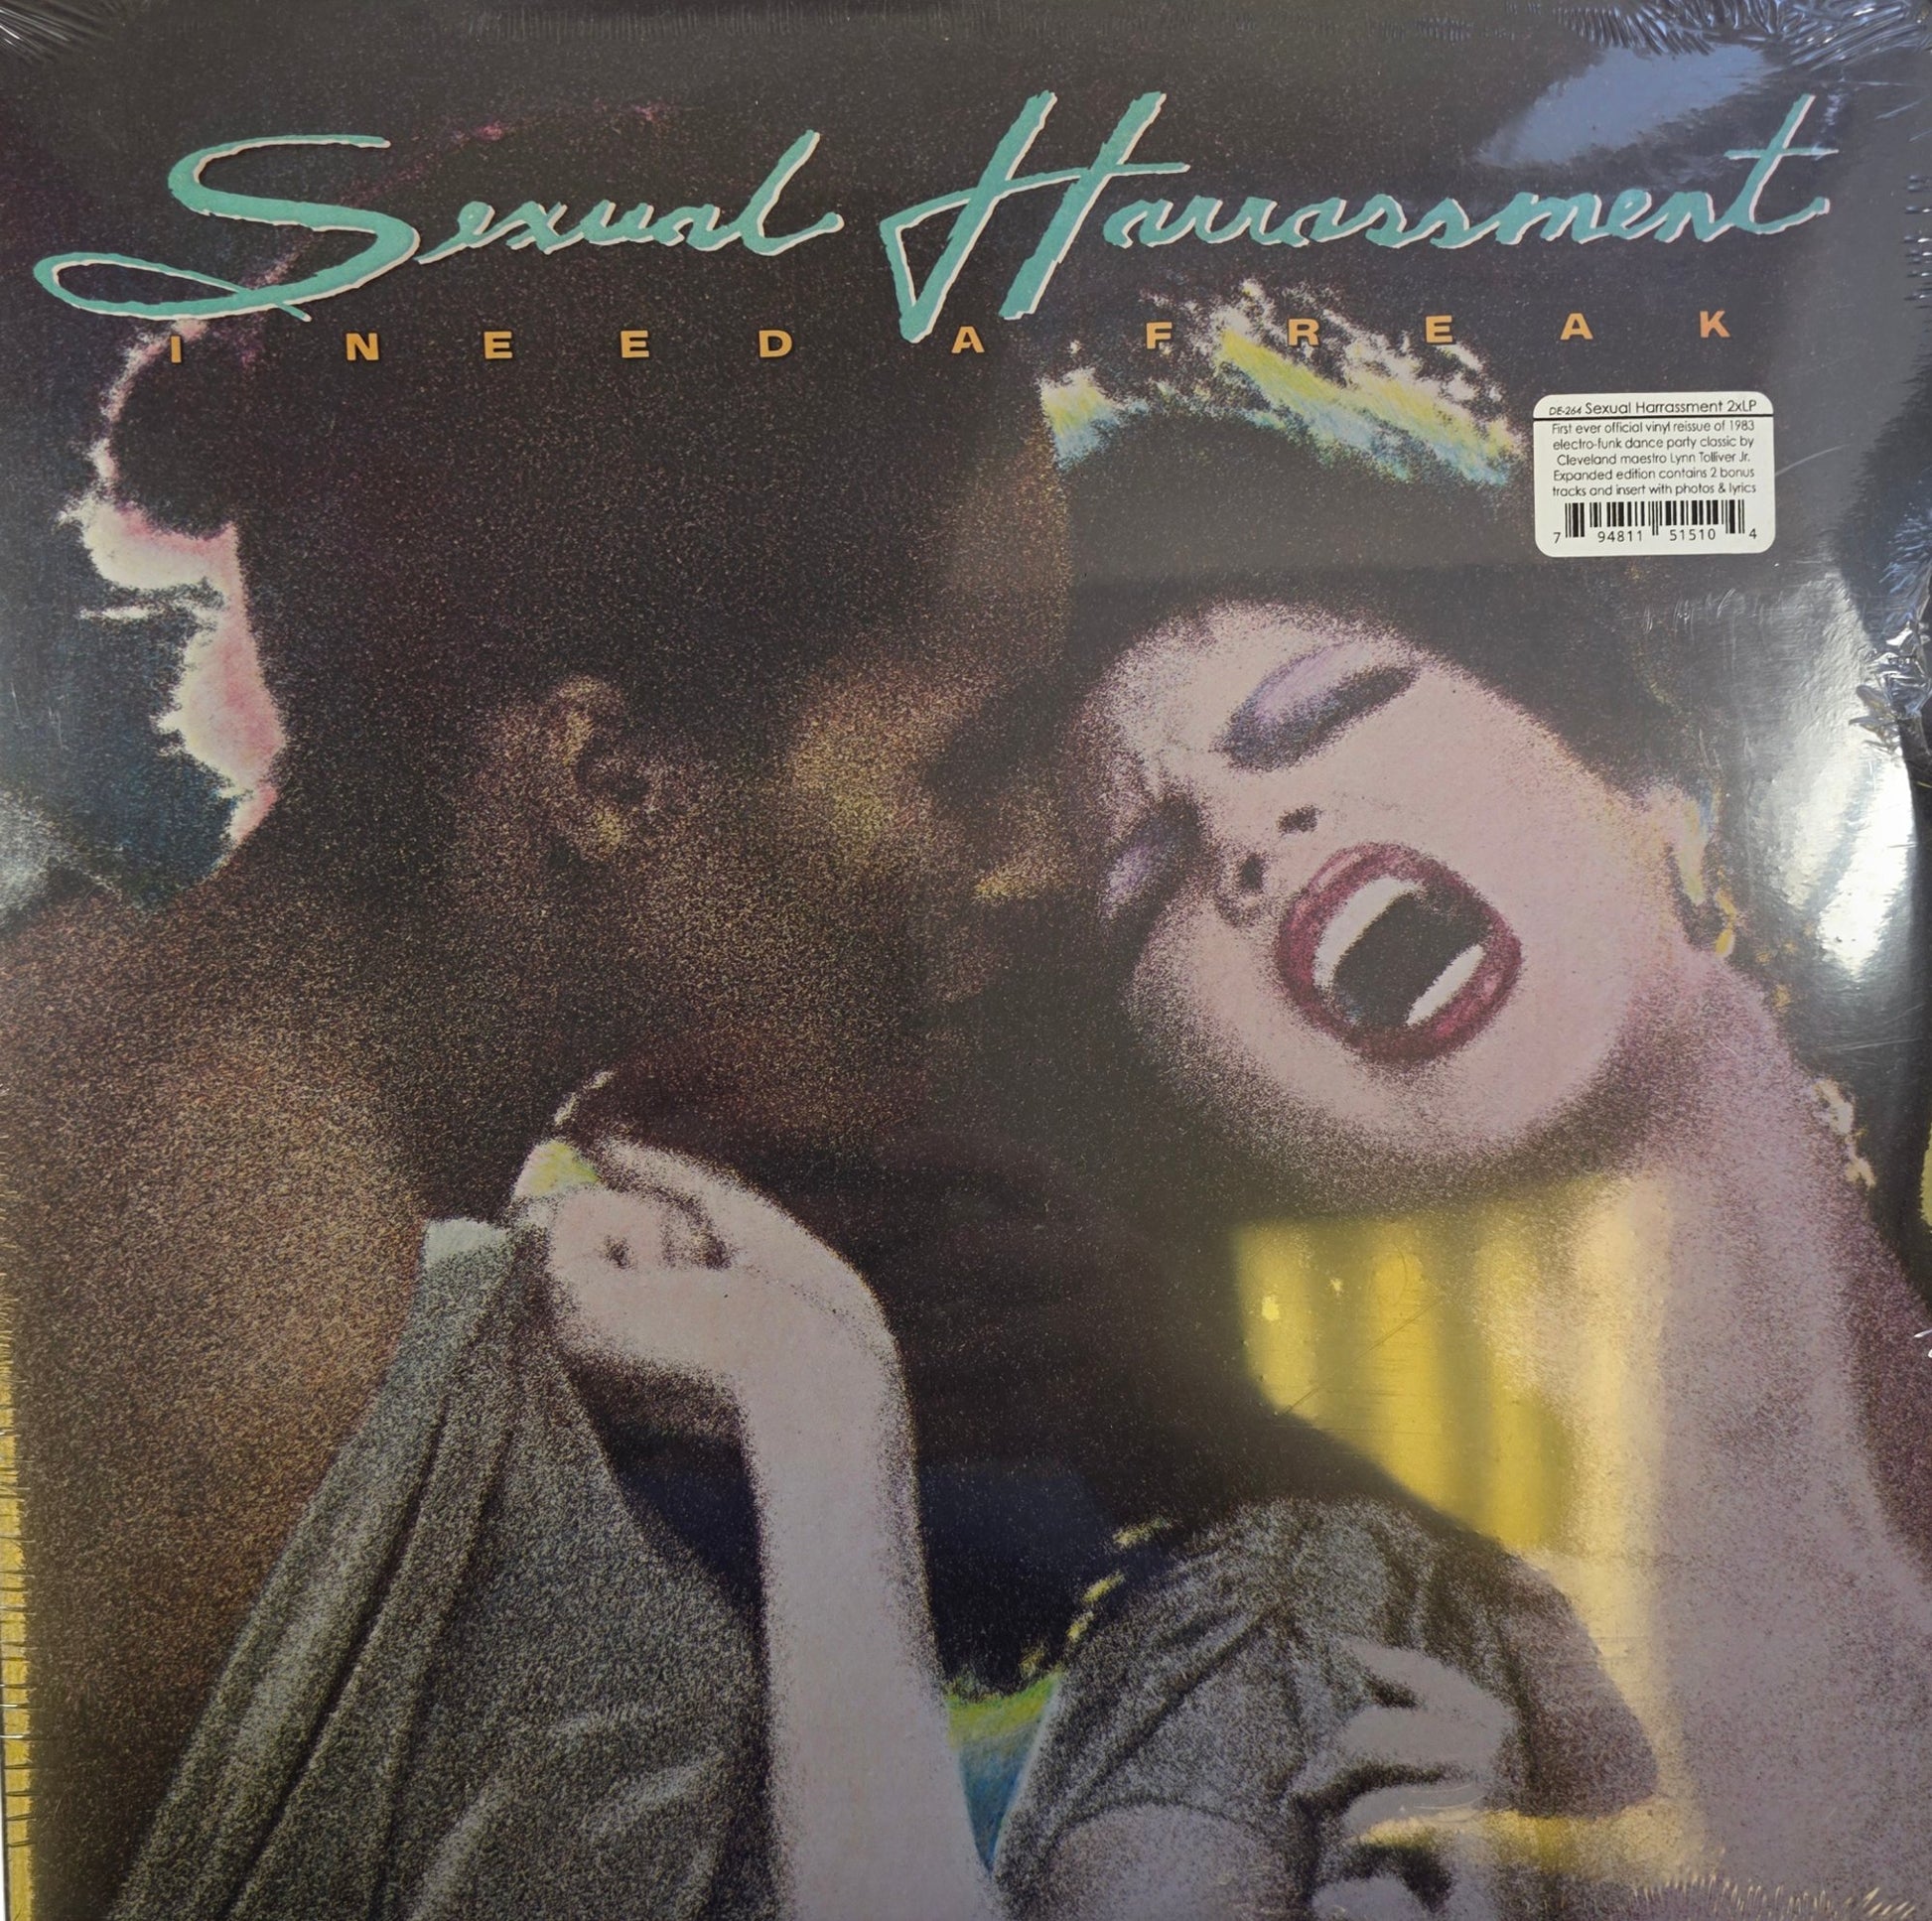 Sexual Harrassment
I NEED A FREAK
DE-264 Sexual Harrassment 2xLP
First ever official vinyl reissue of 1983
electro-funk dance party classic by
Cleveland maestro Lynn Tolliver Jr.
Expanded edition contains 2 bonus
tracks and insert with photos & lyrics
7 94811 51510 4